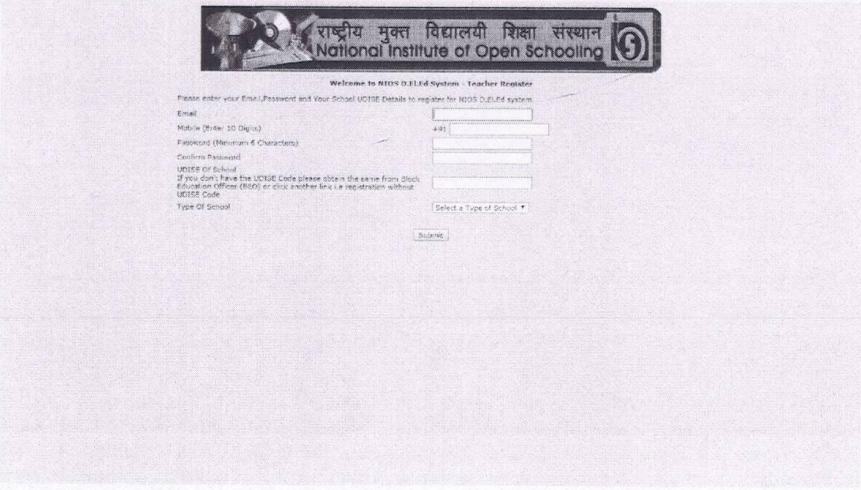 राष्ट्रीय मुक्त विद्यालयी शिक्षा संस्थान
National Institute of Open Schooling
Welcome to NIOS D.El.Ed System - Teacher Register
Please enter your Email,Password and Your School UDISE Details to register for NIOS D.El.Ed system.
Email
Mobile (Enter 10 Digits) +91
Password (Minimum 6 Characters)
Confirm Password
UDISE Of School
If you don't have the UDISE Code please obtain the same from Block
Education Officer (BEO) or click another link i.e registration without
UDISE Code
Type Of School Select a Type of School
Submit